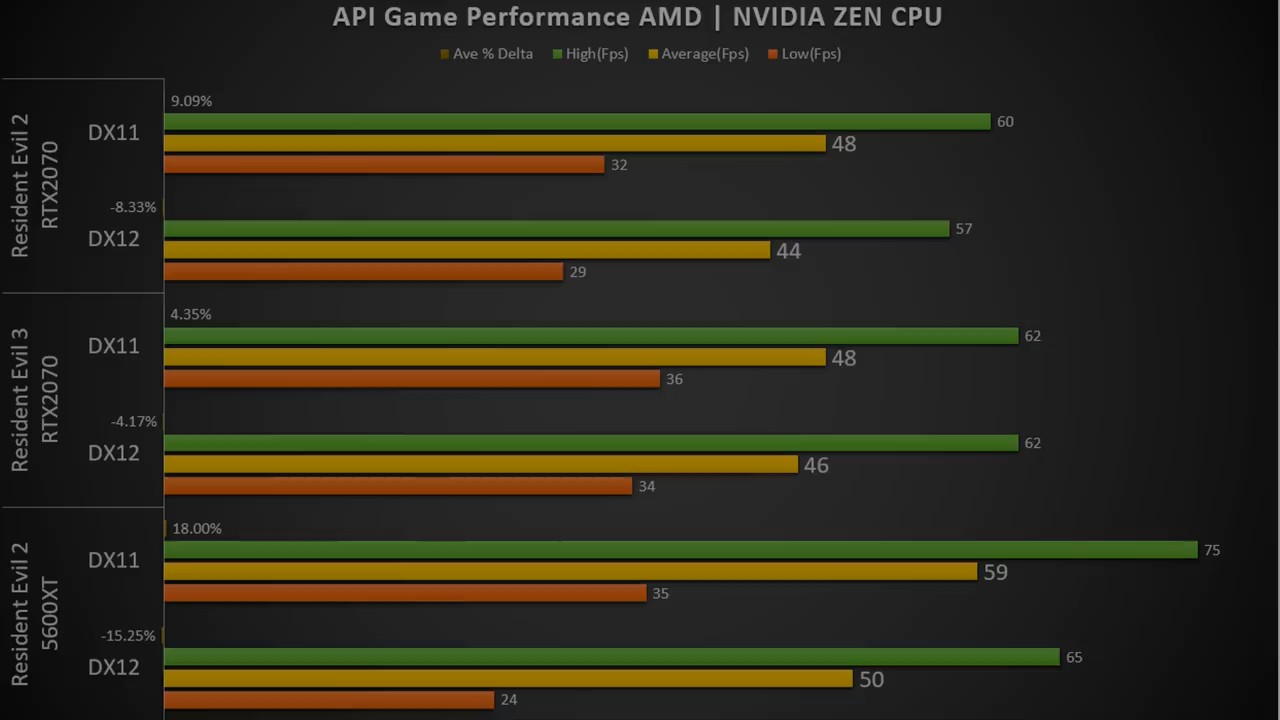 API Game Performance AMD | NVIDIA ZEN CPU
Ave % Delta High(Fps) Average(Fps) Low(Fps)
Resident Evil 2
RTX2070
DX11
9.09%
60
48
32
DX12
-8.33%
57
44
29
Resident Evil 3
RTX2070
DX11
4.35%
62
48
36
DX12
-4.17%
62
46
34
Resident Evil 2
5600XT
DX11
18.00%
75
59
35
DX12
-15.25%
65
50
24